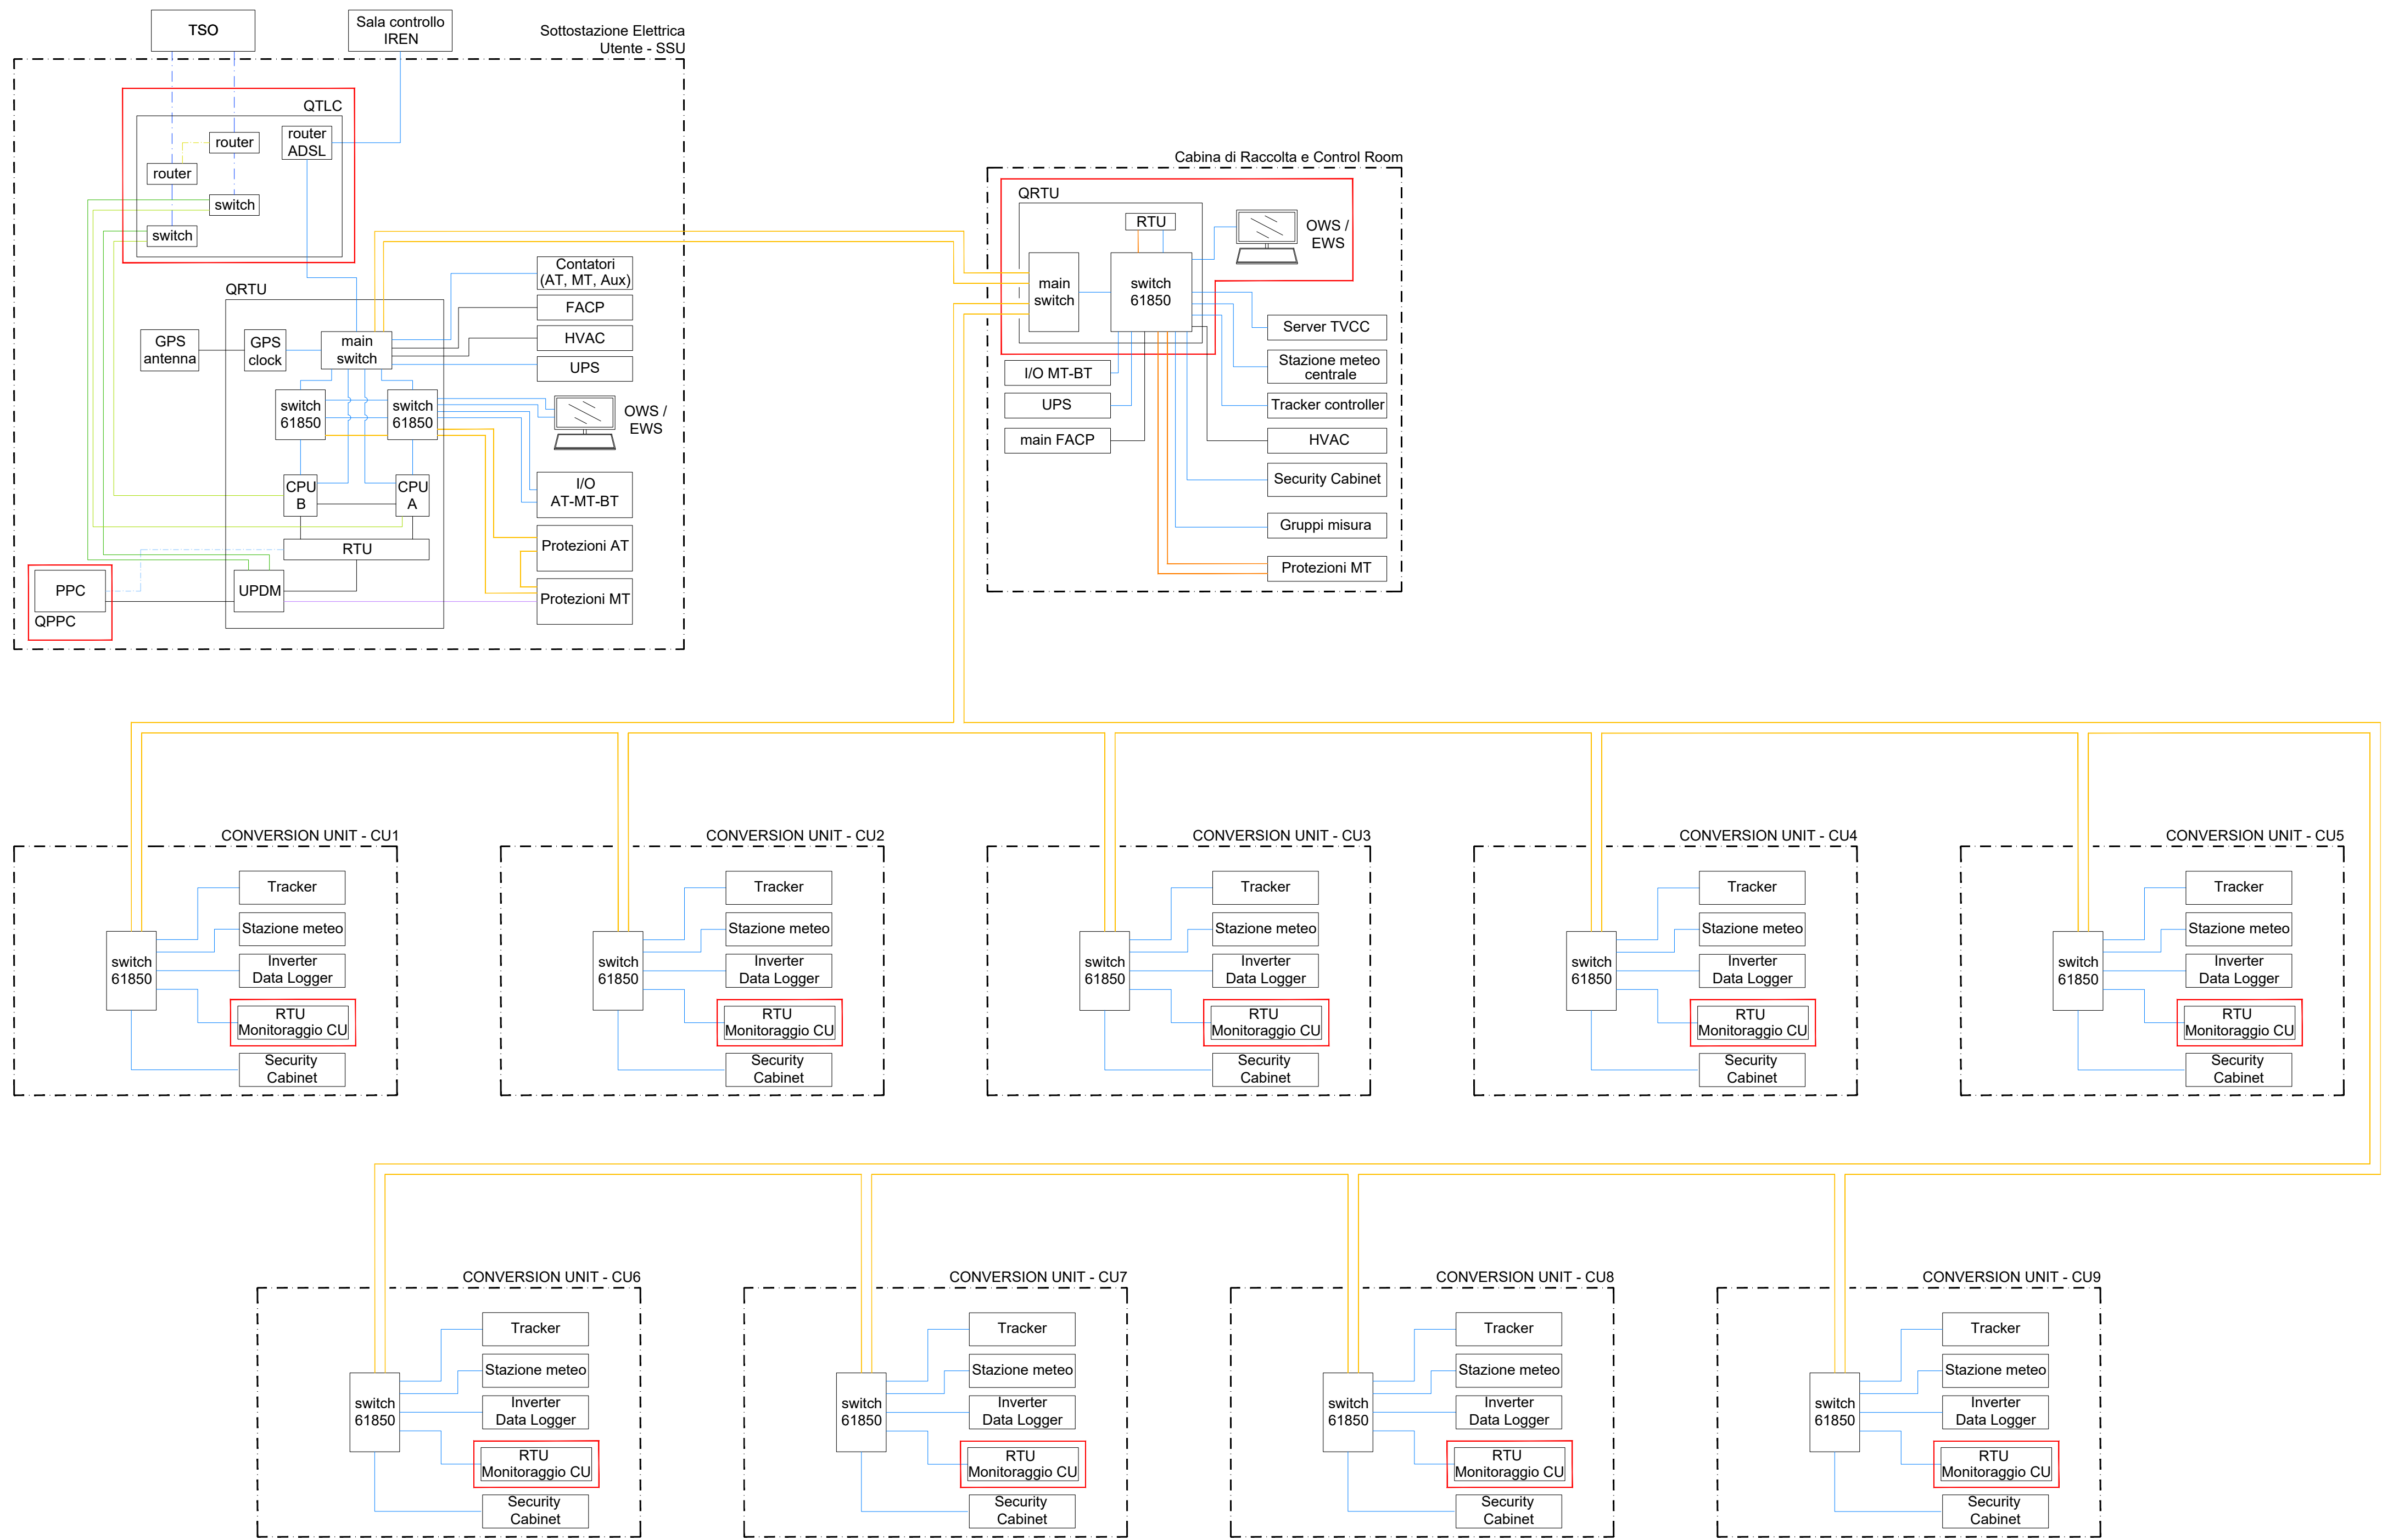 TSO
Sala controllo
IREN
Sottostazione Elettrica
Utente - SSU
QTLC
router
ADSL
router
router
switch
switch
QRTU
GPS
antenna
GPS
clock
main
switch
Contatori
(AT, MT, Aux)
FACP
HVAC
UPS
switch
61850
switch
61850
OWS /
EWS
CPU
B
CPU
A
I/O
AT-MT-BT
RTU
Protezioni AT
PPC
UPDM
Protezioni MT
QPPC
Cabina di Raccolta e Control Room
QRTU
RTU
OWS /
EWS
main
switch
switch
61850
Server TVCC
Stazione meteo
centrale
I/O MT-BT
UPS
Tracker controller
main FACP
HVAC
Security Cabinet
Gruppi misura
Protezioni MT
CONVERSION UNIT - CU1
Tracker
Stazione meteo
switch
61850
Inverter
Data Logger
RTU
Monitoraggio CU
Security
Cabinet
CONVERSION UNIT - CU2
Tracker
Stazione meteo
switch
61850
Inverter
Data Logger
RTU
Monitoraggio CU
Security
Cabinet
CONVERSION UNIT - CU3
Tracker
Stazione meteo
switch
61850
Inverter
Data Logger
RTU
Monitoraggio CU
Security
Cabinet
CONVERSION UNIT - CU4
Tracker
Stazione meteo
switch
61850
Inverter
Data Logger
RTU
Monitoraggio CU
Security
Cabinet
CONVERSION UNIT - CU5
Tracker
Stazione meteo
switch
61850
Inverter
Data Logger
RTU
Monitoraggio CU
Security
Cabinet
CONVERSION UNIT - CU6
Tracker
Stazione meteo
switch
61850
Inverter
Data Logger
RTU
Monitoraggio CU
Security
Cabinet
CONVERSION UNIT - CU7
Tracker
Stazione meteo
switch
61850
Inverter
Data Logger
RTU
Monitoraggio CU
Security
Cabinet
CONVERSION UNIT - CU8
Tracker
Stazione meteo
switch
61850
Inverter
Data Logger
RTU
Monitoraggio CU
Security
Cabinet
CONVERSION UNIT - CU9
Tracker
Stazione meteo
switch
61850
Inverter
Data Logger
RTU
Monitoraggio CU
Security
Cabinet